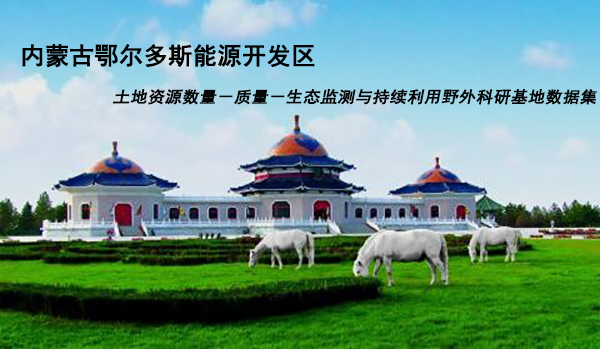 内蒙古鄂尔多斯能源开发区
土地资源数量－质量－生态监测与持续利用野外科研基地数据集